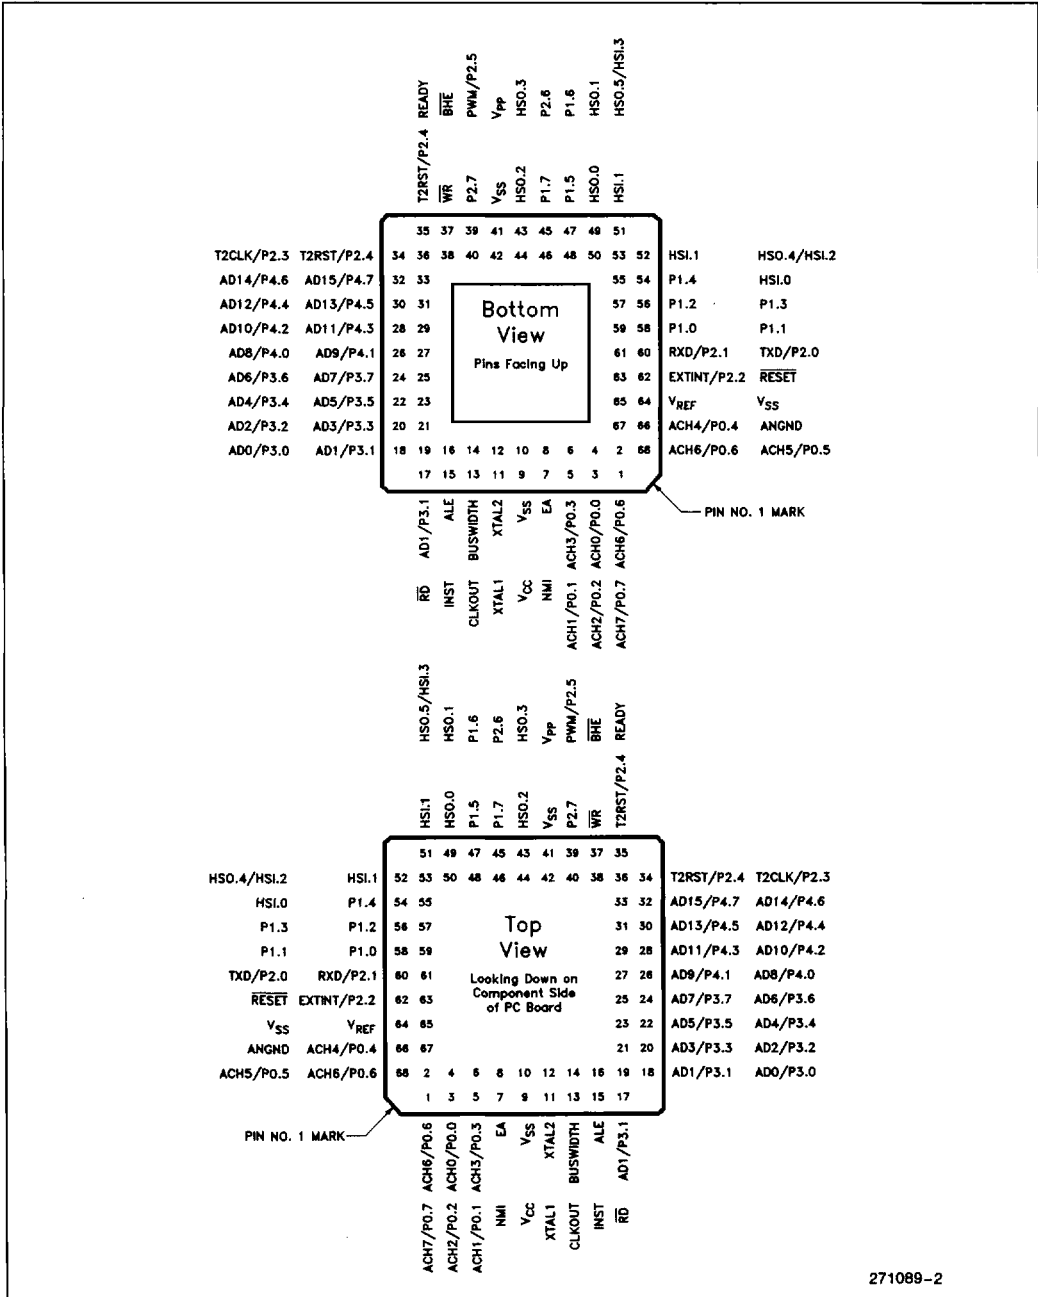 READY BHE PWM/P2.5 VPP HSO.3 P2.6 P1.6 HSO.1 HSO.5/HSI.3
T2RST/P2.4 WR P2.7 VSS HSO.2 P1.7 P1.5 HSO.0 HSI.1
35 37 39 41 43 45 47 49 51
T2CLK/P2.3 T2RST/P2.4 34 36 38 40 42 44 46 48 50 53 52 HSI.1 HSO.4/HSI.2
AD14/P4.6 AD15/P4.7 32 33 55 54 P1.4 HSI.0
AD12/P4.4 AD13/P4.5 30 31 Bottom 57 56 P1.2 P1.3
AD10/P4.2 AD11/P4.3 28 29 View 59 58 P1.0 P1.1
AD8/P4.0 AD9/P4.1 26 27 Pins Facing Up 61 60 RXD/P2.1 TXD/P2.0
AD6/P3.6 AD7/P3.7 24 25 63 62 EXTINT/P2.2 RESET
AD4/P3.4 AD5/P3.5 22 23 65 64 VREF VSS
AD2/P3.2 AD3/P3.3 20 21 67 66 ACH4/P0.4 ANGND
AD0/P3.0 AD1/P3.1 18 19 16 14 12 10 8 6 4 2 68 ACH6/P0.6 ACH5/P0.5
17 15 13 11 9 7 5 3 1
PIN NO. 1 MARK
AD1/P3.1 ALE BUSWIDTH XTAL2 VSS EA ACH3/P0.3 ACH0/P0.0 ACH6/P0.6
RD INST CLKOUT XTAL1 VCC NMI ACH1/P0.1 ACH2/P0.2 ACH7/P0.7
HSO.5/HSI.3 HSO.1 P1.6 P2.6 HSO.3 VPP PWM/P2.5 BHE READY
HSI.1 HSO.0 P1.5 P1.7 HSO.2 VSS P2.7 WR T2RST/P2.4
51 49 47 45 43 41 39 37 35
HSO.4/HSI.2 HSI.1 52 53 50 48 46 44 42 40 38 36 34 T2RST/P2.4 T2CLK/P2.3
HSI.0 P1.4 54 55 33 32 AD15/P4.7 AD14/P4.6
P1.3 P1.2 56 57 Top 31 30 AD13/P4.5 AD12/P4.4
P1.1 P1.0 58 59 View 29 28 AD11/P4.3 AD10/P4.2
TXD/P2.0 RXD/P2.1 60 61 Looking Down on 27 26 AD9/P4.1 AD8/P4.0
RESET EXTINT/P2.2 62 63 Component Side 25 24 AD7/P3.7 AD6/P3.6
of PC Board
VSS VREF 64 65 23 22 AD5/P3.5 AD4/P3.4
ANGND ACH4/P0.4 66 67 21 20 AD3/P3.3 AD2/P3.2
ACH5/P0.5 ACH6/P0.6 68 2 4 6 8 10 12 14 16 19 18 AD1/P3.1 AD0/P3.0
1 3 5 7 9 11 13 15 17
PIN NO. 1 MARK
ACH6/P0.6 ACH0/P0.0 ACH3/P0.3 EA VSS XTAL2 BUSWIDTH ALE AD1/P3.1
ACH7/P0.7 ACH2/P0.2 ACH1/P0.1 NMI VCC XTAL1 CLKOUT INST RD
271089-2